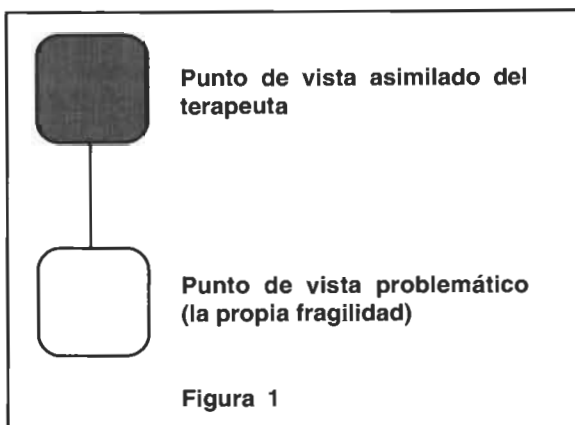 Punto de vista asimilado del
terapeuta
Punto de vista problemático
(la propia fragilidad)
Figura 1